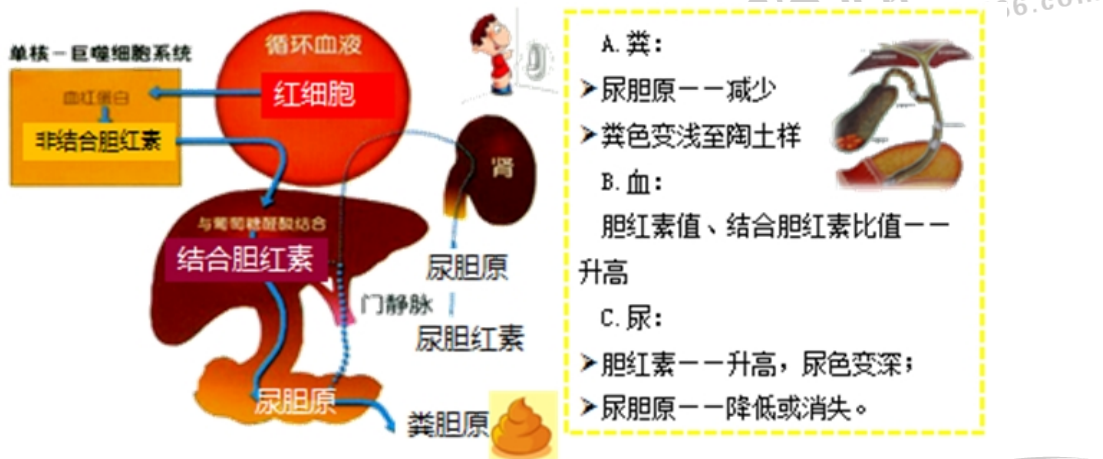 单核－巨噬细胞系统
循环血液
红细胞
血红蛋白
非结合胆红素
与葡萄糖醛酸结合
结合胆红素
肾
尿胆原
门静脉
尿胆红素
尿胆原
粪胆原
A.粪：
➢尿胆原——减少
➢粪色变浅至陶土样
B.血：
胆红素值、结合胆红素比值——
升高
C.尿：
➢胆红素——升高，尿色变深；
➢尿胆原——降低或消失。